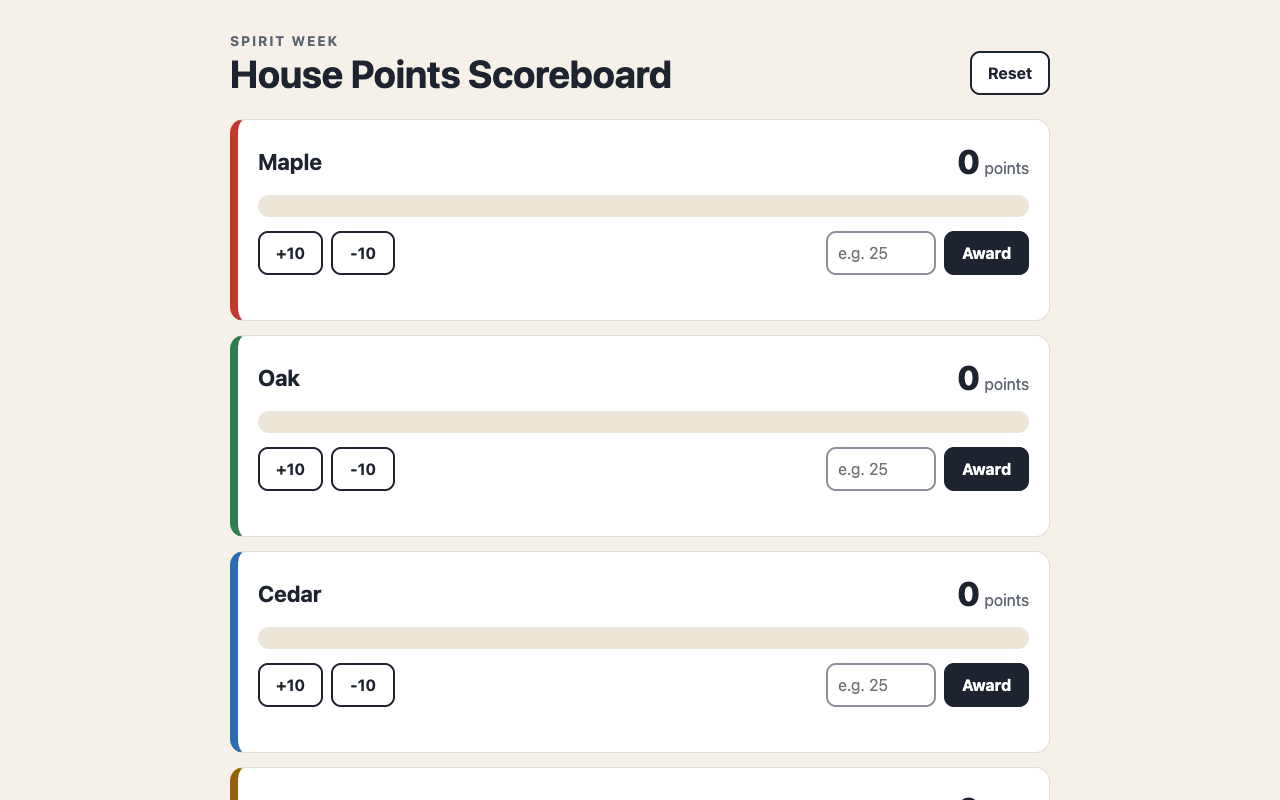 SPIRIT WEEK
House Points Scoreboard
Reset
Maple
0 points
+10 -10 e.g. 25 Award
Oak
0 points
+10 -10 e.g. 25 Award
Cedar
0 points
+10 -10 e.g. 25 Award